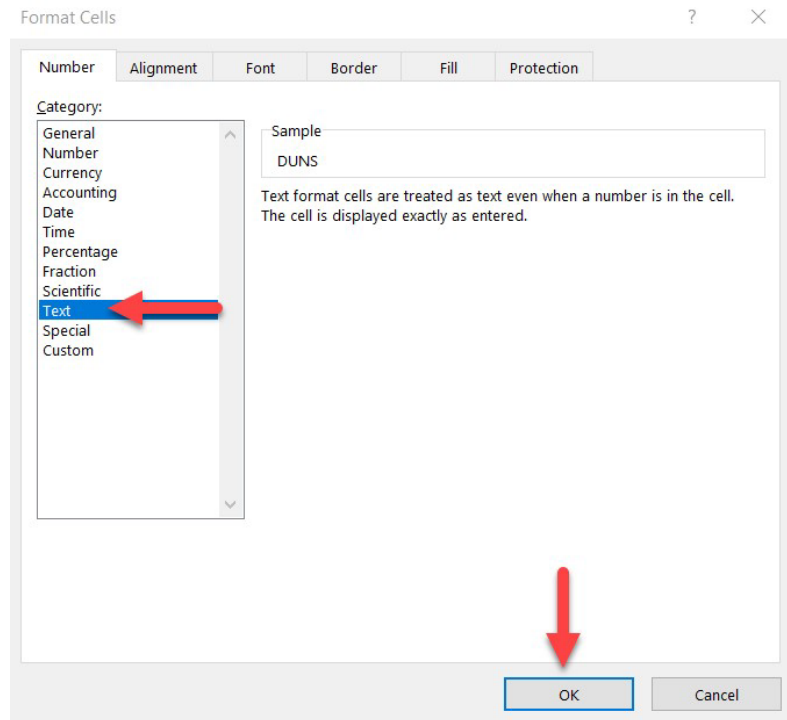 Format Cells
Number Alignment Font Border Fill Protection
Category:
General
Number
Currency
Accounting
Date
Time
Percentage
Fraction
Scientific
Text
Special
Custom
Sample
DUNS
Text format cells are treated as text even when a number is in the cell.
The cell is displayed exactly as entered.
OK Cancel